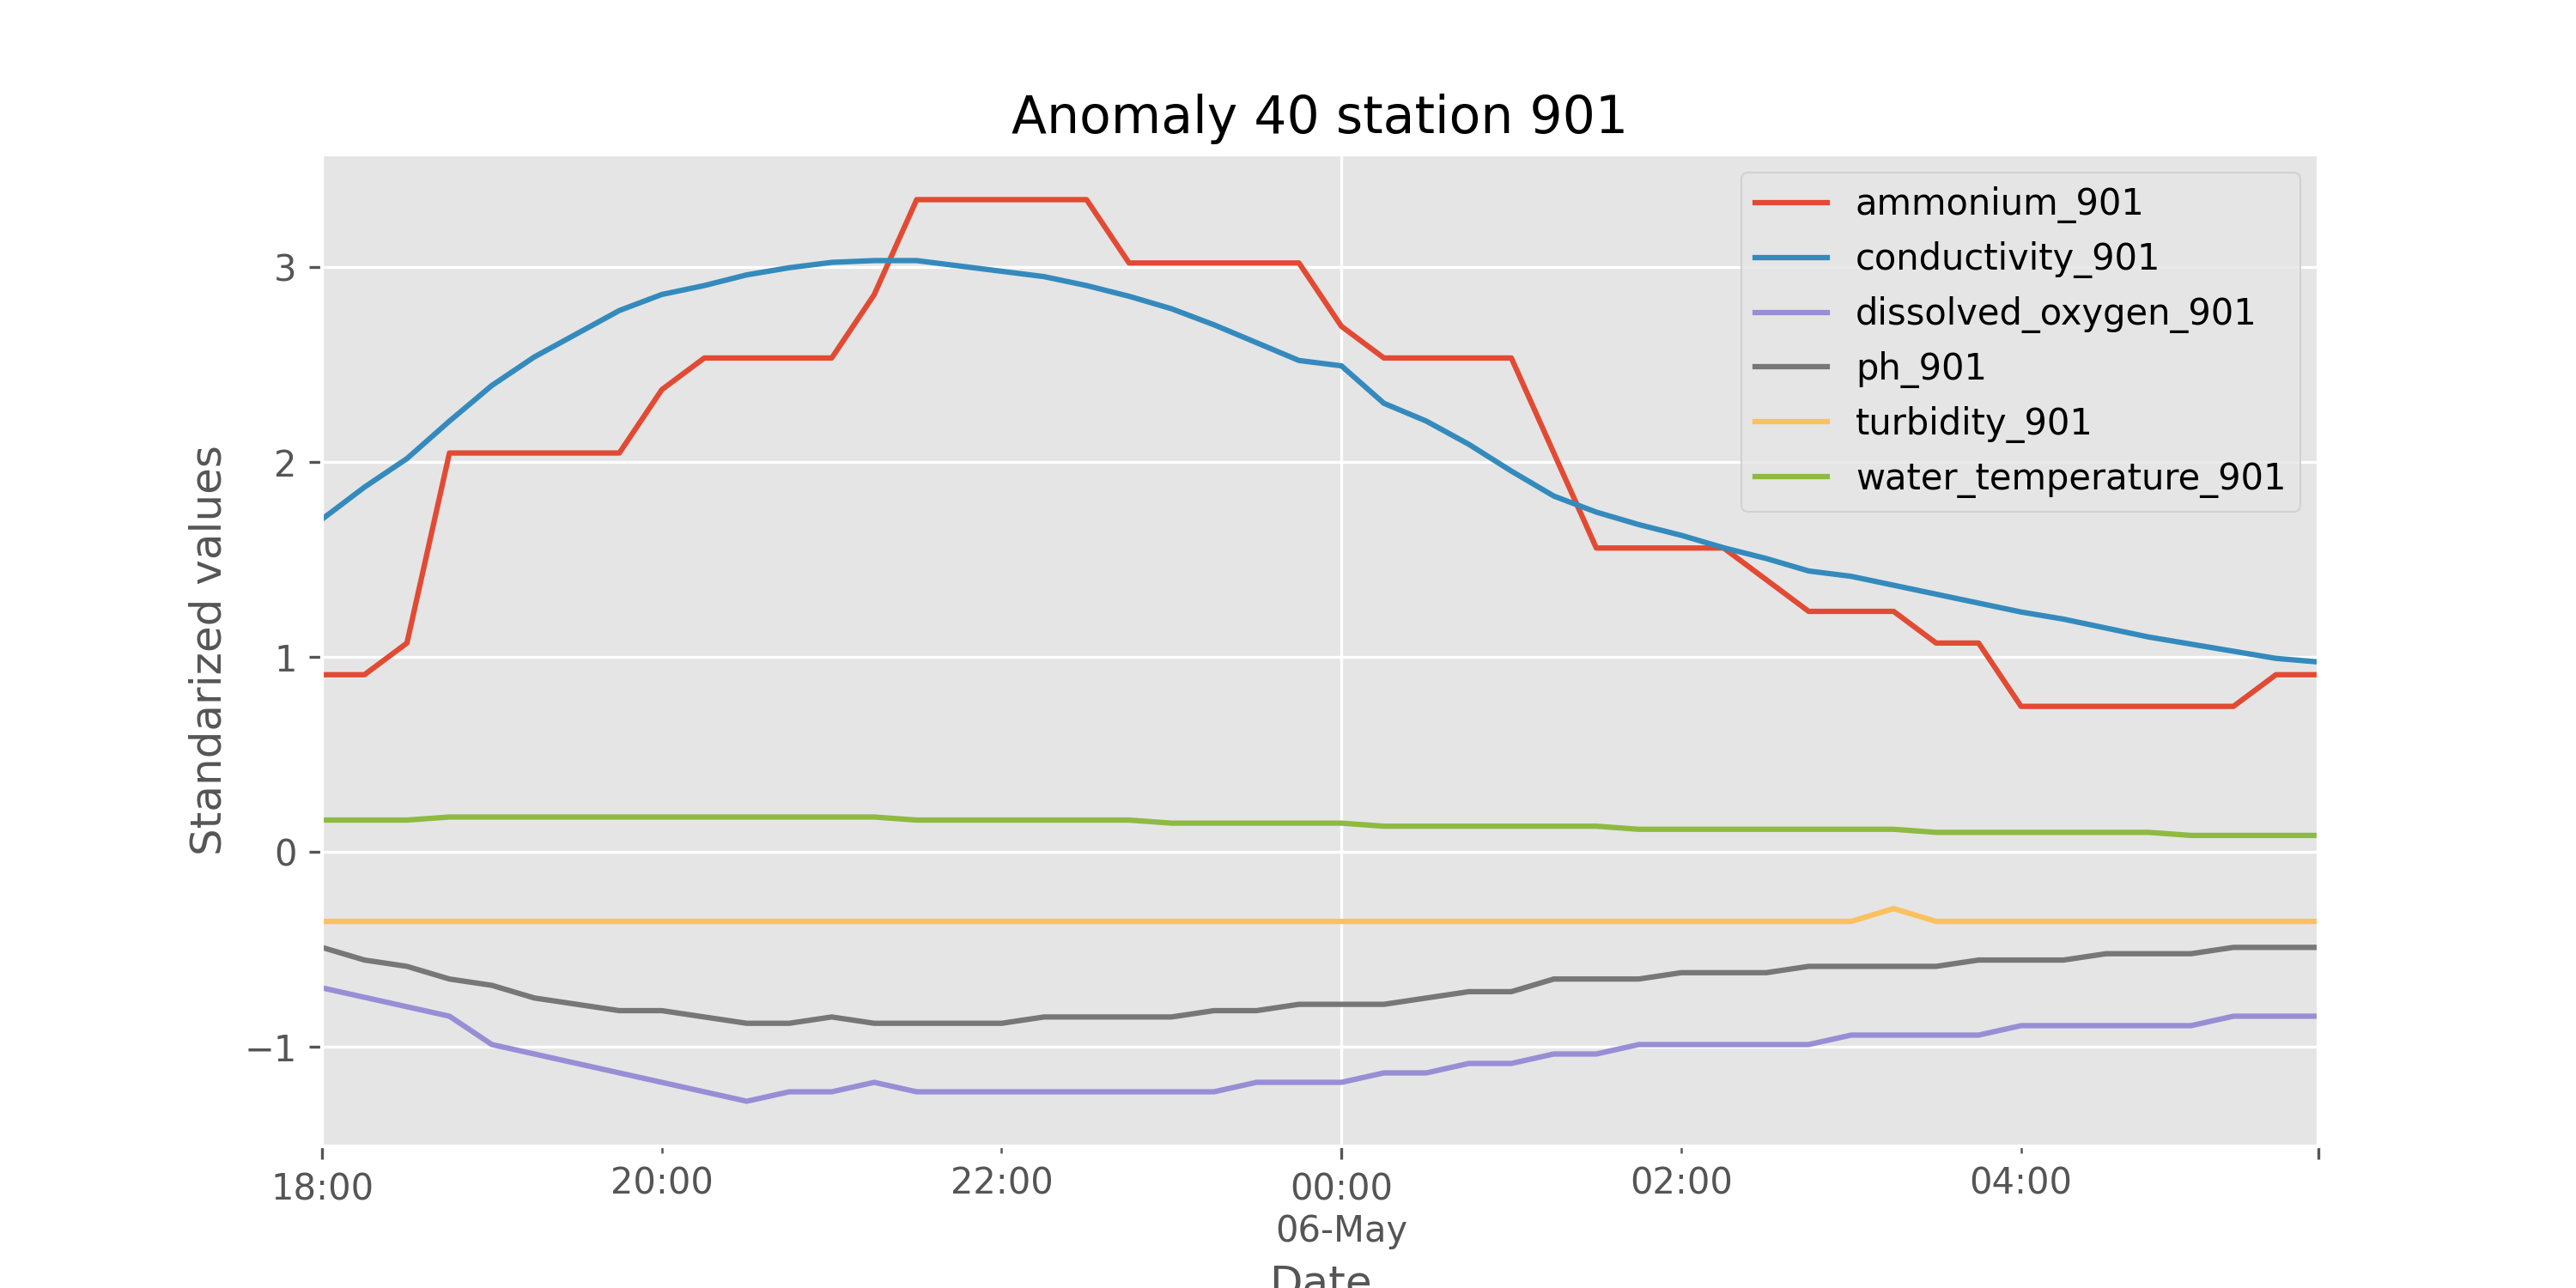 Anomaly 40 station 901
ammonium_901
conductivity_901
dissolved_oxygen_901
ph_901
turbidity_901
water_temperature_901
Standarized values
3
2
1
0
−1
18:00 20:00 22:00 00:00 02:00 04:00
06-May
Date